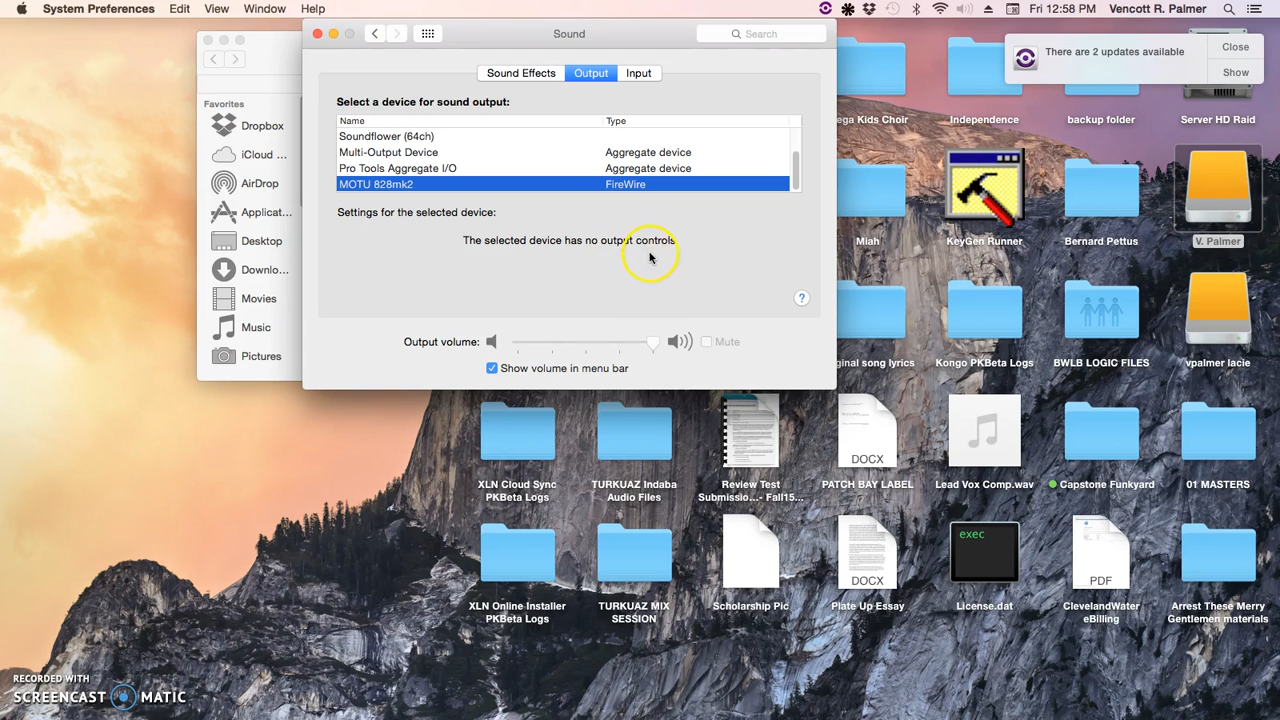 System Preferences Edit View Window Help
Fri 12:58 PM Vencott R. Palmer
Sound
Search
There are 2 updates available
Close
Show
Sound Effects Output Input
Select a device for sound output:
Name Type
Soundflower (64ch)
Multi-Output Device Aggregate device
Pro Tools Aggregate I/O Aggregate device
MOTU 828mk2 FireWire
Settings for the selected device:
The selected device has no output controls
?
Output volume: Mute
Show volume in menu bar
Favorites
Dropbox
iCloud ...
AirDrop
Applicat...
Desktop
Downlo...
Movies
Music
Pictures
ega Kids Choir Independence backup folder Server HD Raid
Miah KeyGen Runner Bernard Pettus V. Palmer
ginal song lyrics Kongo PKBeta Logs BWLB LOGIC FILES vpalmer lacie
DOCX
XLN Cloud Sync
PKBeta Logs
TURKUAZ Indaba
Audio Files
Review Test
Submissio...- Fall15...
PATCH BAY LABEL
Lead Vox Comp.wav
Capstone Funkyard
01 MASTERS
exec
DOCX
PDF
XLN Online Installer
PKBeta Logs
TURKUAZ MIX
SESSION
Scholarship Pic
Plate Up Essay
License.dat
ClevelandWater
eBilling
Arrest These Merry
Gentlemen materials
RECORDED WITH
SCREENCAST MATIC